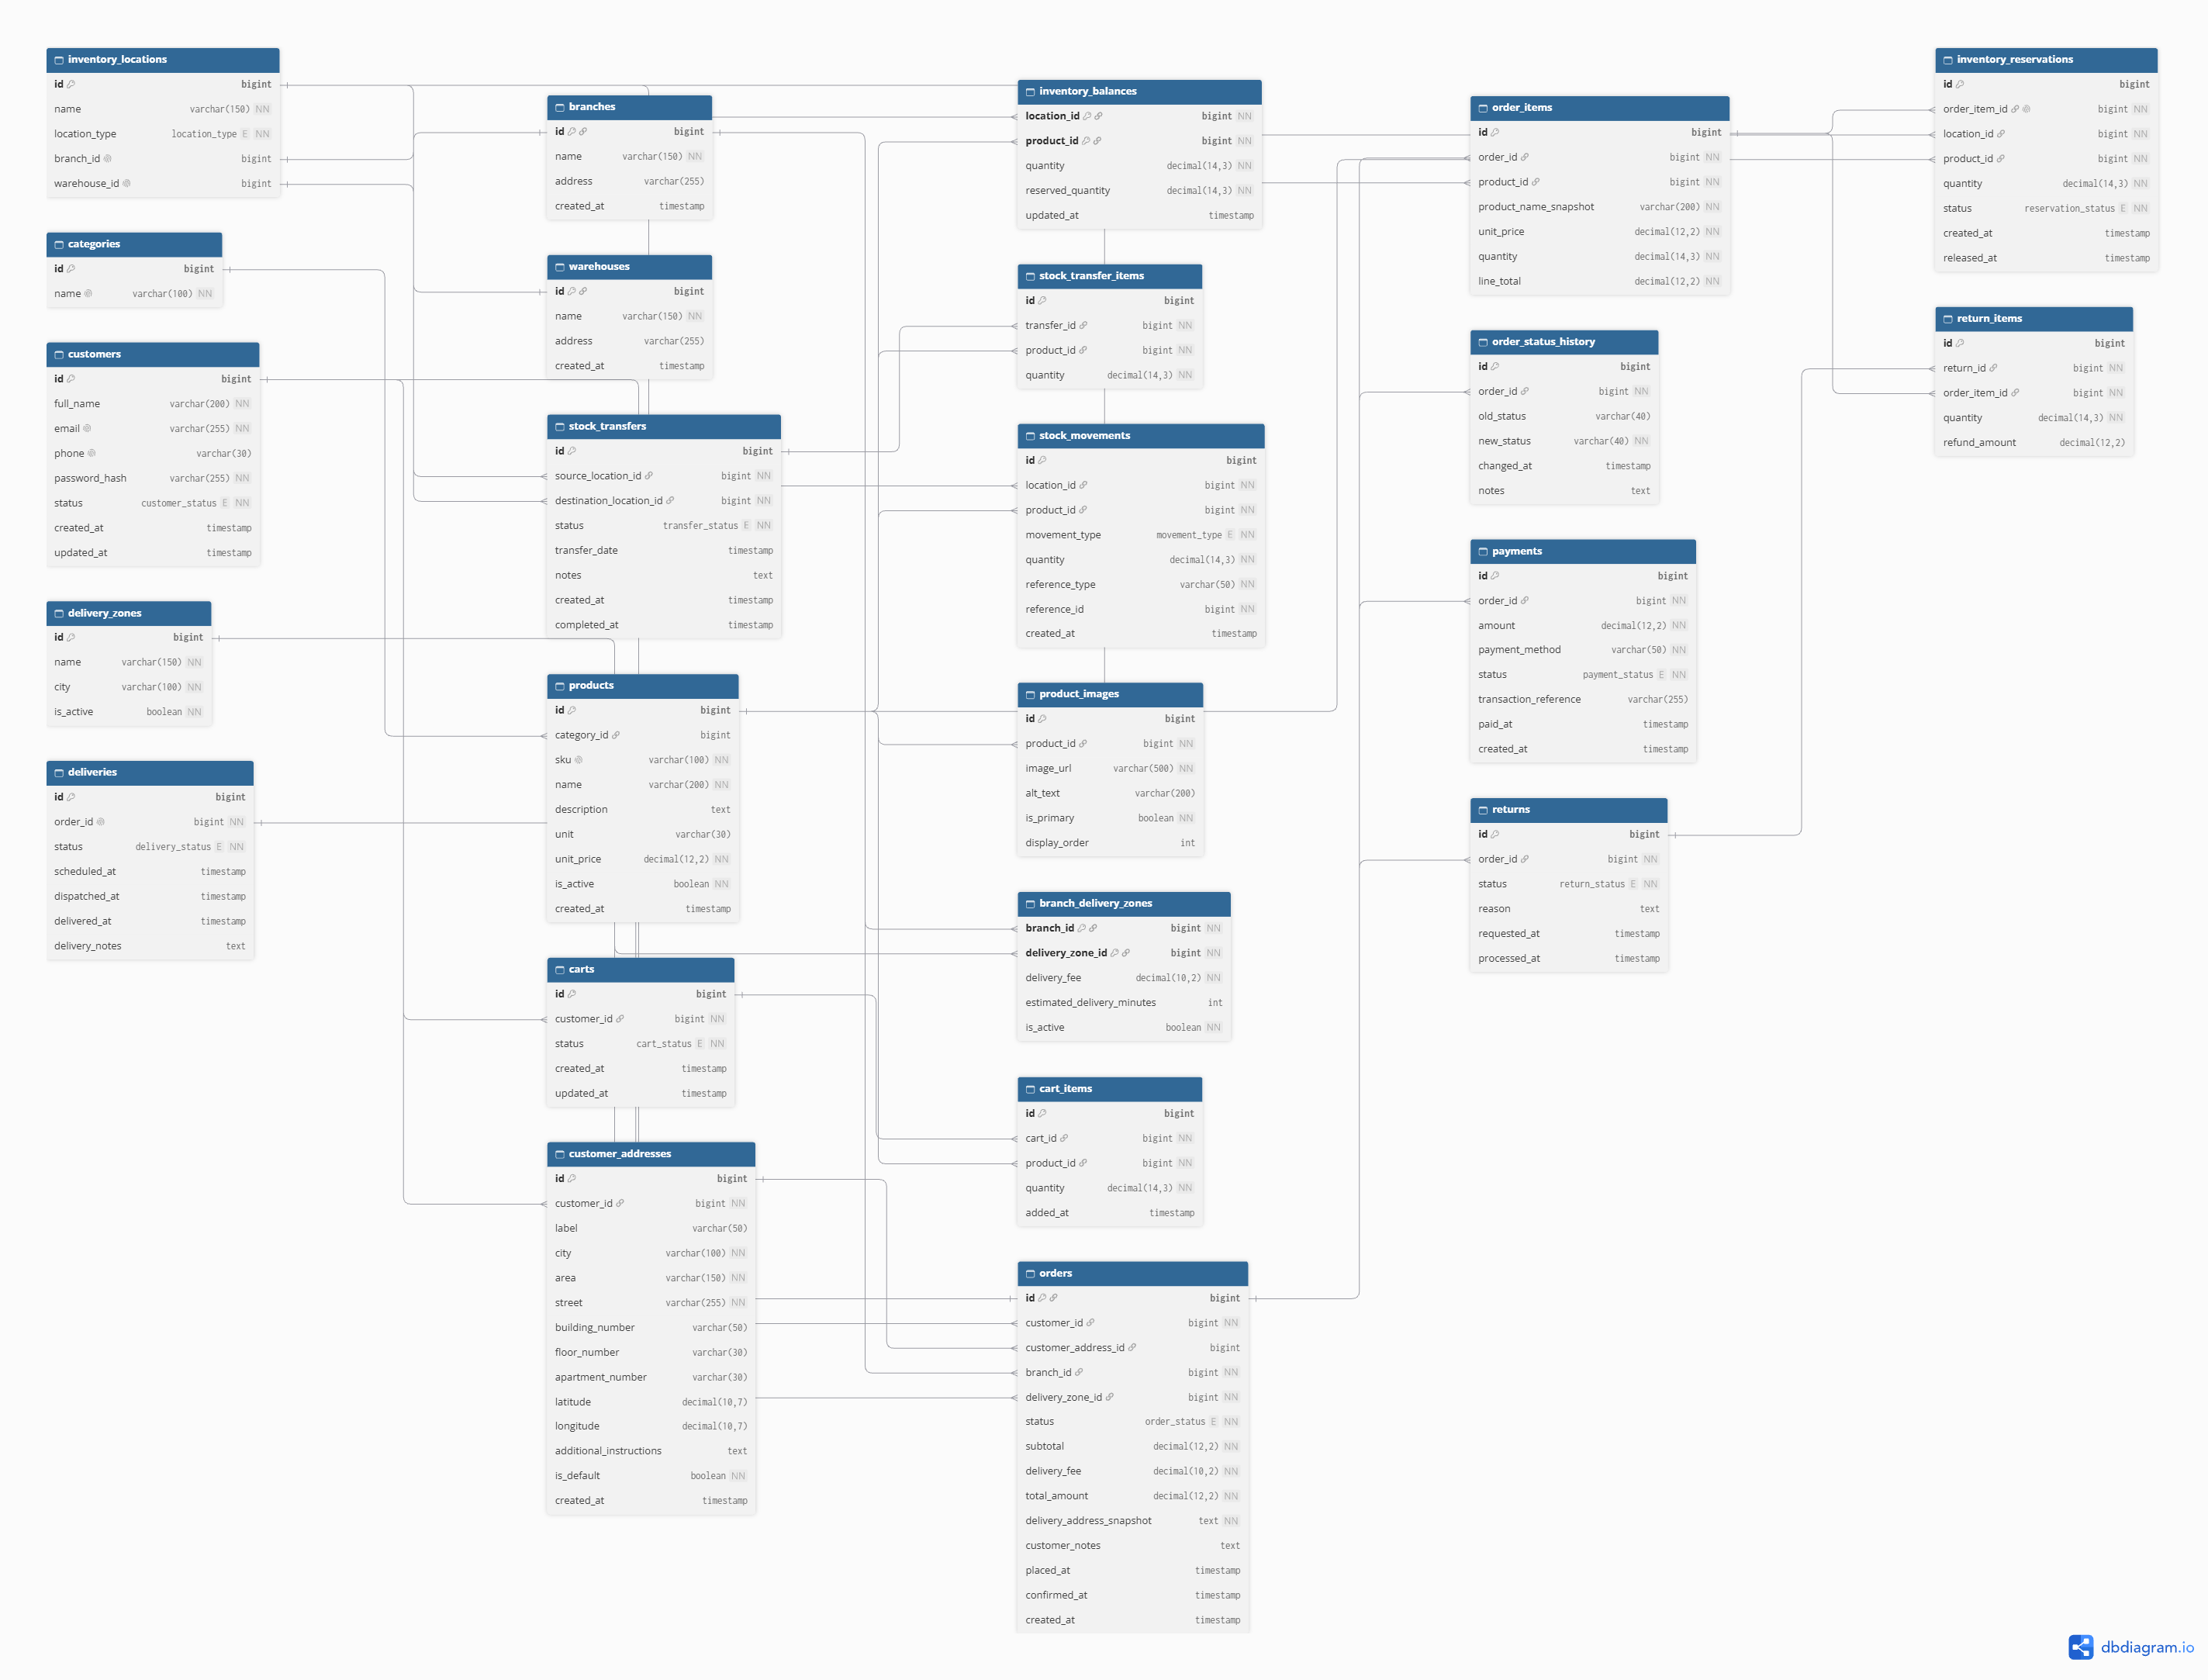 inventory_locations
id bigint
name varchar(150) NN
location_type location_type E NN
branch_id bigint
warehouse_id bigint
categories
id bigint
name varchar(100) NN
customers
id bigint
full_name varchar(200) NN
email varchar(255) NN
phone varchar(30)
password_hash varchar(255) NN
status customer_status E NN
created_at timestamp
updated_at timestamp
delivery_zones
id bigint
name varchar(150) NN
city varchar(100) NN
is_active boolean NN
deliveries
id bigint
order_id bigint NN
status delivery_status E NN
scheduled_at timestamp
dispatched_at timestamp
delivered_at timestamp
delivery_notes text
branches
id bigint
name varchar(150) NN
address varchar(255)
created_at timestamp
warehouses
id bigint
name varchar(150) NN
address varchar(255)
created_at timestamp
stock_transfers
id bigint
source_location_id bigint NN
destination_location_id bigint NN
status transfer_status E NN
transfer_date timestamp
notes text
created_at timestamp
completed_at timestamp
products
id bigint
category_id bigint
sku varchar(100) NN
name varchar(200) NN
description text
unit varchar(30)
unit_price decimal(12,2) NN
is_active boolean NN
created_at timestamp
carts
id bigint
customer_id bigint NN
status cart_status E NN
created_at timestamp
updated_at timestamp
customer_addresses
id bigint
customer_id bigint NN
label varchar(50)
city varchar(100) NN
area varchar(150) NN
street varchar(255) NN
building_number varchar(50)
floor_number varchar(30)
apartment_number varchar(30)
latitude decimal(10,7)
longitude decimal(10,7)
additional_instructions text
is_default boolean NN
created_at timestamp
inventory_balances
location_id bigint NN
product_id bigint NN
quantity decimal(14,3) NN
reserved_quantity decimal(14,3) NN
updated_at timestamp
stock_transfer_items
id bigint
transfer_id bigint NN
product_id bigint NN
quantity decimal(14,3) NN
stock_movements
id bigint
location_id bigint NN
product_id bigint NN
movement_type movement_type E NN
quantity decimal(14,3) NN
reference_type varchar(50) NN
reference_id bigint NN
created_at timestamp
product_images
id bigint
product_id bigint NN
image_url varchar(500) NN
alt_text varchar(200)
is_primary boolean NN
display_order int
branch_delivery_zones
branch_id bigint NN
delivery_zone_id bigint NN
delivery_fee decimal(10,2) NN
estimated_delivery_minutes int
is_active boolean NN
cart_items
id bigint
cart_id bigint NN
product_id bigint NN
quantity decimal(14,3) NN
added_at timestamp
orders
id bigint
customer_id bigint NN
customer_address_id bigint
branch_id bigint NN
delivery_zone_id bigint NN
status order_status E NN
subtotal decimal(12,2) NN
delivery_fee decimal(10,2) NN
total_amount decimal(12,2) NN
delivery_address_snapshot text NN
customer_notes text
placed_at timestamp
confirmed_at timestamp
created_at timestamp
order_items
id bigint
order_id bigint NN
product_id bigint NN
product_name_snapshot varchar(200) NN
unit_price decimal(12,2) NN
quantity decimal(14,3) NN
line_total decimal(12,2) NN
order_status_history
id bigint
order_id bigint NN
old_status varchar(40)
new_status varchar(40) NN
changed_at timestamp
notes text
payments
id bigint
order_id bigint NN
amount decimal(12,2) NN
payment_method varchar(50) NN
status payment_status E NN
transaction_reference varchar(255)
paid_at timestamp
created_at timestamp
returns
id bigint
order_id bigint NN
status return_status E NN
reason text
requested_at timestamp
processed_at timestamp
inventory_reservations
id bigint
order_item_id bigint NN
location_id bigint NN
product_id bigint NN
quantity decimal(14,3) NN
status reservation_status E NN
created_at timestamp
released_at timestamp
return_items
id bigint
return_id bigint NN
order_item_id bigint NN
quantity decimal(14,3) NN
refund_amount decimal(12,2)
dbdiagram.io